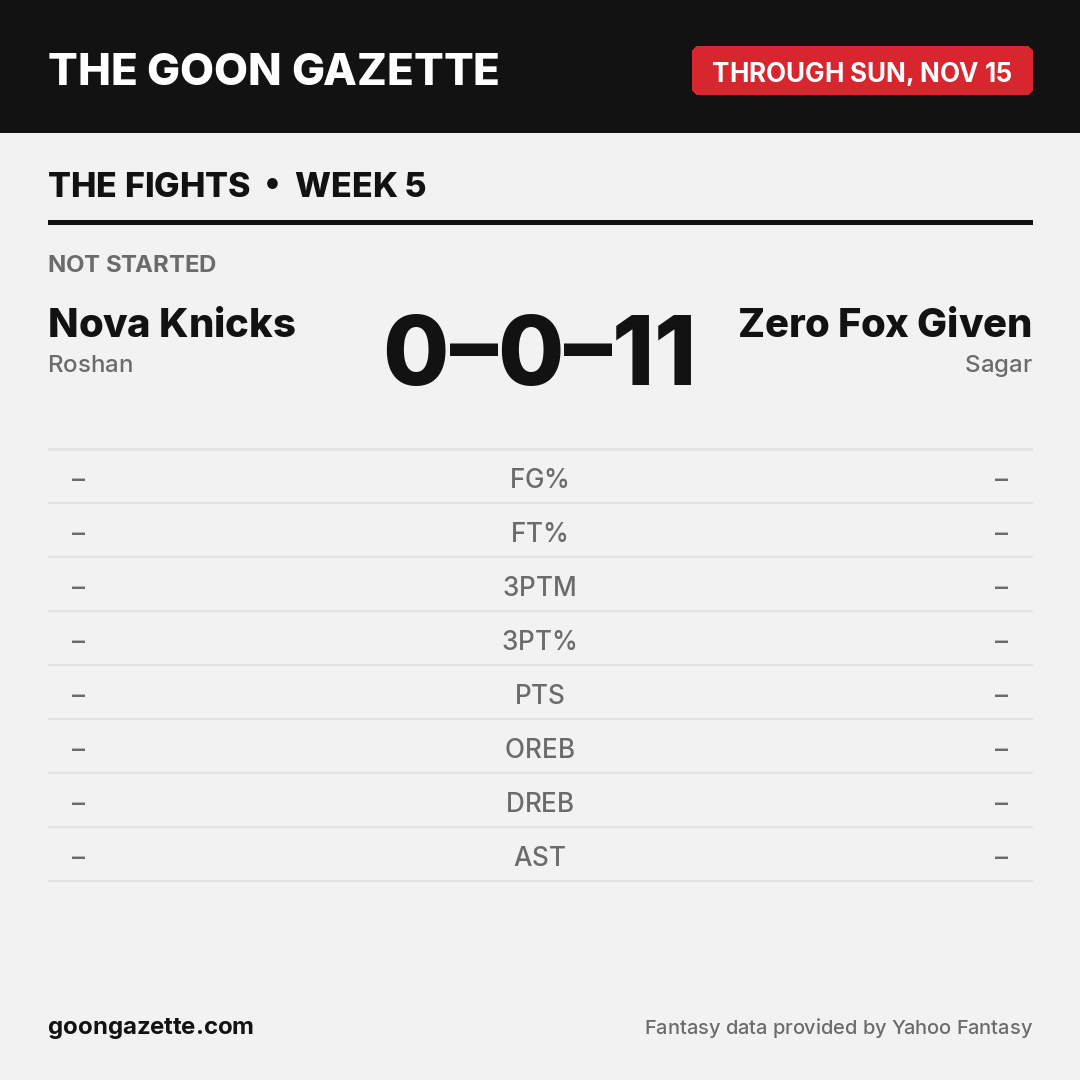 THE GOON GAZETTE
THROUGH SUN, NOV 15
THE FIGHTS • WEEK 5
NOT STARTED
Nova Knicks 0–0–11 Zero Fox Given
Roshan Sagar
– FG% –
– FT% –
– 3PTM –
– 3PT% –
– PTS –
– OREB –
– DREB –
– AST –
goongazette.com
Fantasy data provided by Yahoo Fantasy